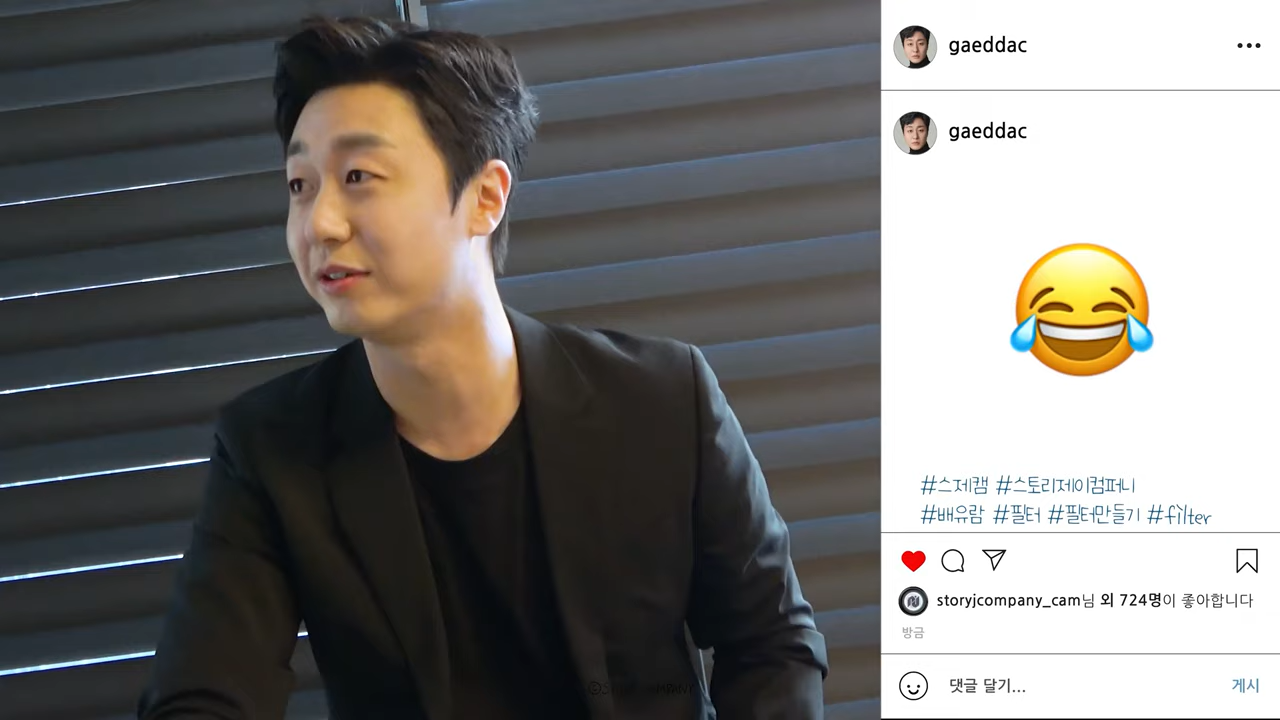 gaeddac
gaeddac
#스제캠 #스토리제이컴퍼니
#배유람 #필터 #필터만들기 #filter
storyjcompany_cam님 외 724명이 좋아합니다
방금
댓글 달기...
게시